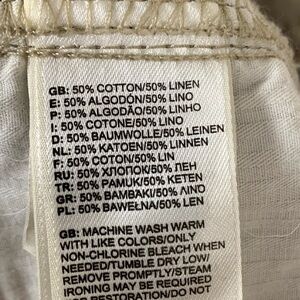 GB: 50% COTTON/50% LINEN
E: 50% ALGODÓN/50% LINO
P: 50% ALGODÃO/50% LINHO
I: 50% COTONE/50% LINO
D: 50% BAUMWOLLE/50% LEINEN
NL: 50% KATOEN/50% LINNEN
F: 50% COTON/50% LIN
RU: 50% ХЛОПОК/50% ЛЕН
TR: 50% PAMUK/50% KETEN
GR: 50% ΒΑΜΒΑΚΙ/50% ΛΙΝΟ
PL: 50% BAWEŁNA/50% LEN
GB: MACHINE WASH WARM
WITH LIKE COLORS/ONLY
NON-CHLORINE BLEACH WHEN
NEEDED/TUMBLE DRY LOW/
REMOVE PROMPTLY/STEAM
IRONING MAY BE REQUIRED
FOR RESTORATION/DO NOT